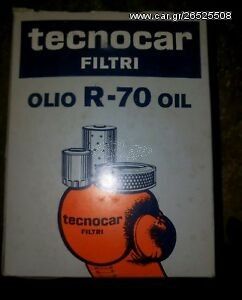 www.car.gr/26525508
tecnocar
FILTRI
OLIO R-70 OIL
tecnocar
FILTRI